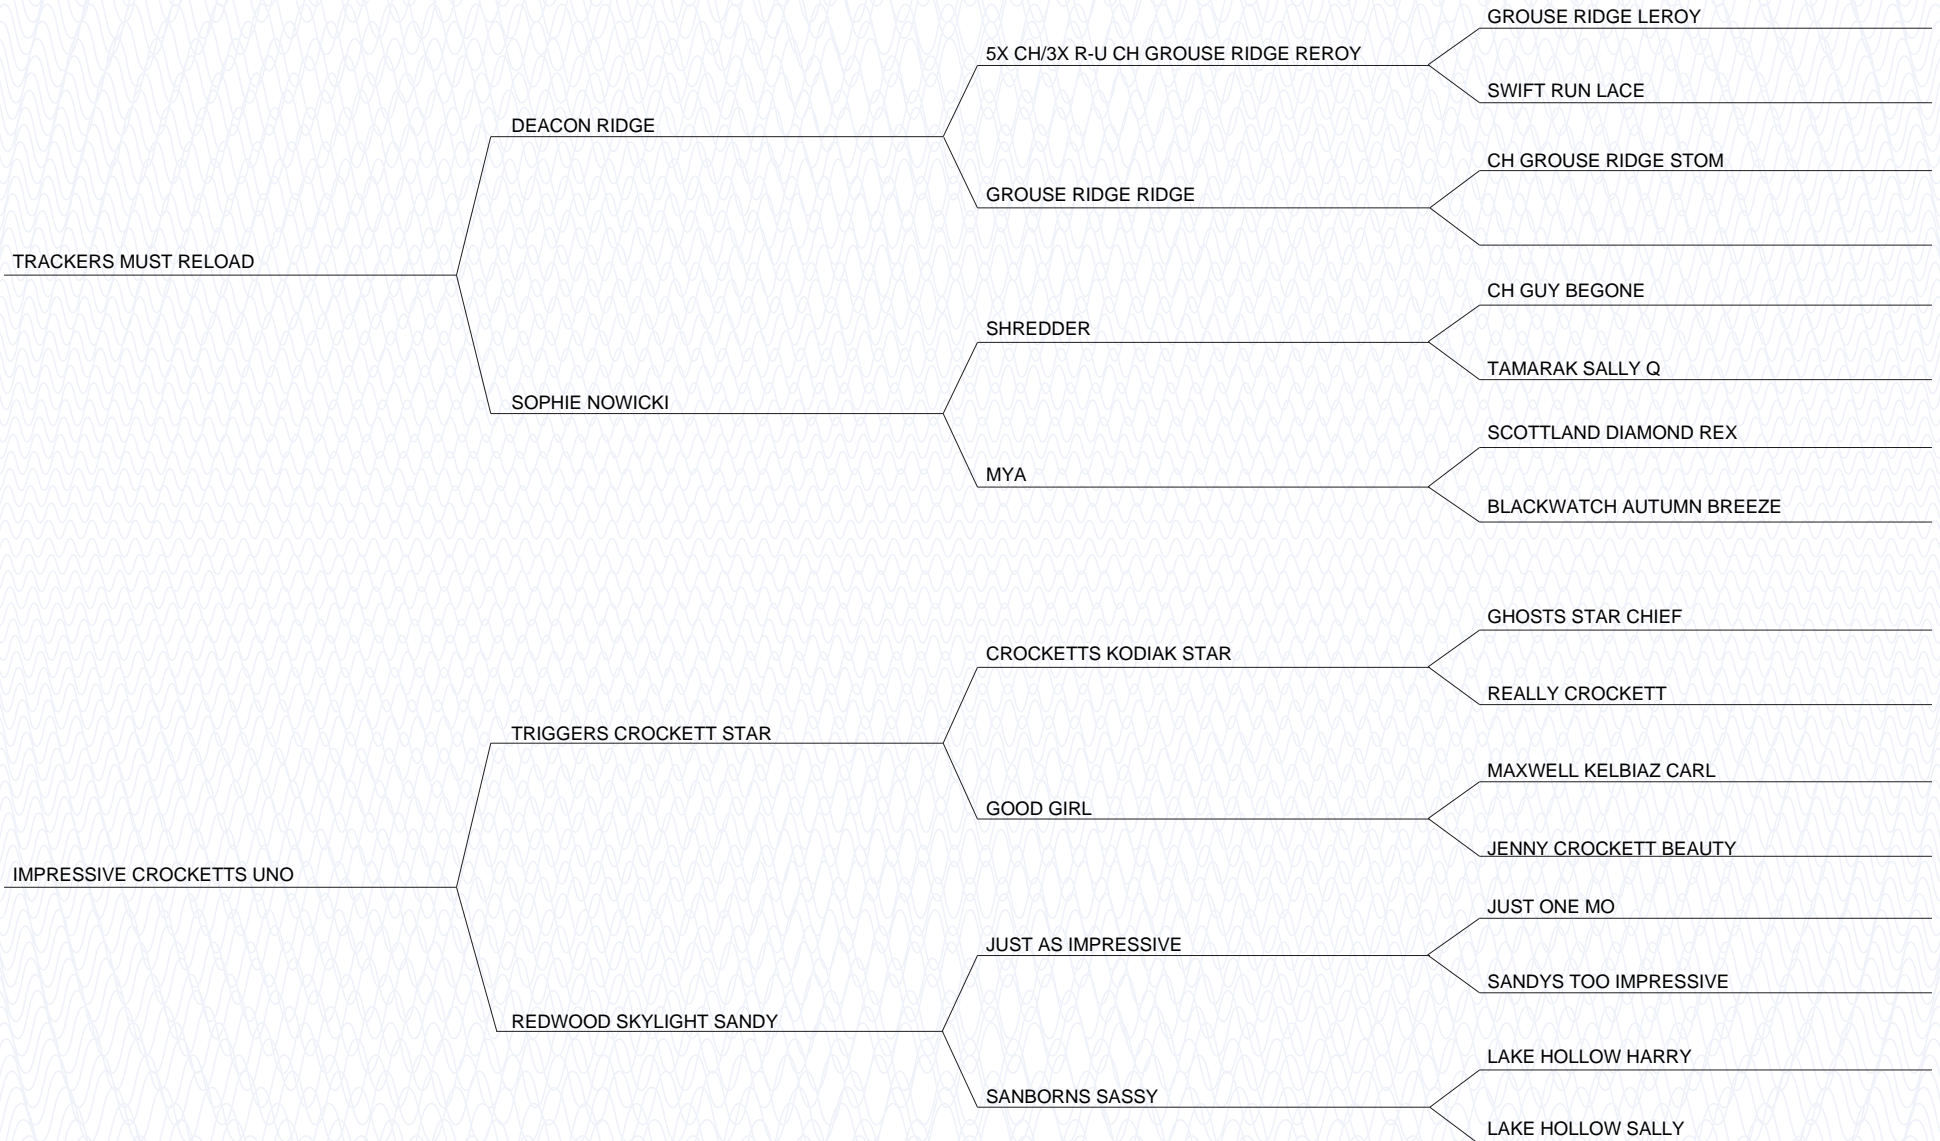 GROUSE RIDGE LEROY
5X CH/3X R-U CH GROUSE RIDGE REROY
SWIFT RUN LACE
DEACON RIDGE
CH GROUSE RIDGE STOM
GROUSE RIDGE RIDGE
TRACKERS MUST RELOAD
CH GUY BEGONE
SHREDDER
TAMARAK SALLY Q
SOPHIE NOWICKI
SCOTTLAND DIAMOND REX
MYA
BLACKWATCH AUTUMN BREEZE
GHOSTS STAR CHIEF
CROCKETTS KODIAK STAR
REALLY CROCKETT
TRIGGERS CROCKETT STAR
MAXWELL KELBIAZ CARL
GOOD GIRL
JENNY CROCKETT BEAUTY
IMPRESSIVE CROCKETTS UNO
JUST ONE MO
JUST AS IMPRESSIVE
SANDYS TOO IMPRESSIVE
REDWOOD SKYLIGHT SANDY
LAKE HOLLOW HARRY
SANBORNS SASSY
LAKE HOLLOW SALLY